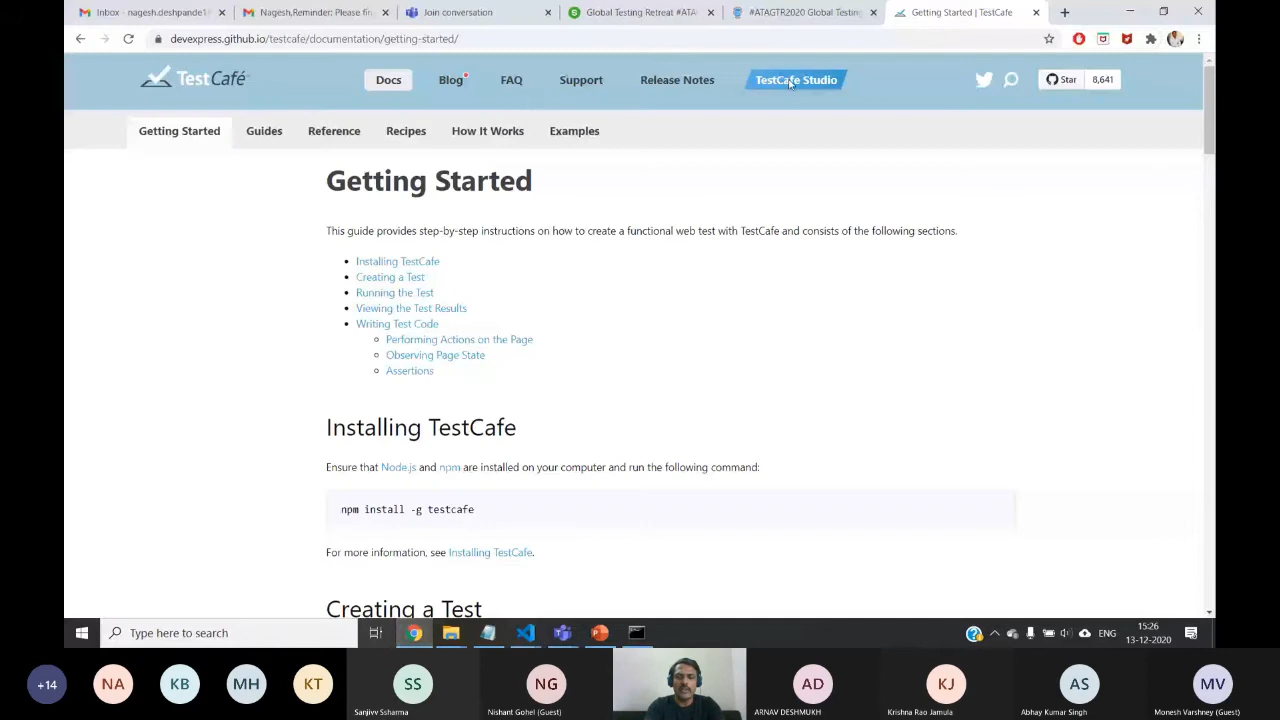 Inbox - nagesh.deshpande1@
Nagesh,Reminder: Please fin
Join conversation
Global Testing Retreat #ATA
#ATAGTR2020 Global Testing
Getting Started | TestCafe
devexpress.github.io/testcafe/documentation/getting-started/
TestCafé
Docs
Blog
FAQ
Support
Release Notes
TestCafe Studio
Star
8,641
Getting Started
Guides
Reference
Recipes
How It Works
Examples
Getting Started
This guide provides step-by-step instructions on how to create a functional web test with TestCafe and consists of the following sections.
Installing TestCafe
Creating a Test
Running the Test
Viewing the Test Results
Writing Test Code
Performing Actions on the Page
Observing Page State
Assertions
Installing TestCafe
Ensure that Node.js and npm are installed on your computer and run the following command:
npm install -g testcafe
For more information, see Installing TestCafe.
Creating a Test
Type here to search
ENG
15:26
13-12-2020
+14
NA
KB
MH
KT
SS
Sanjivv Ssharma
NG
Nishant Gohel (Guest)
AD
ARNAV DESHMUKH
KJ
Krishna Rao Jamula
AS
Abhay Kumar Singh
MV
Monesh Varshney (Guest)